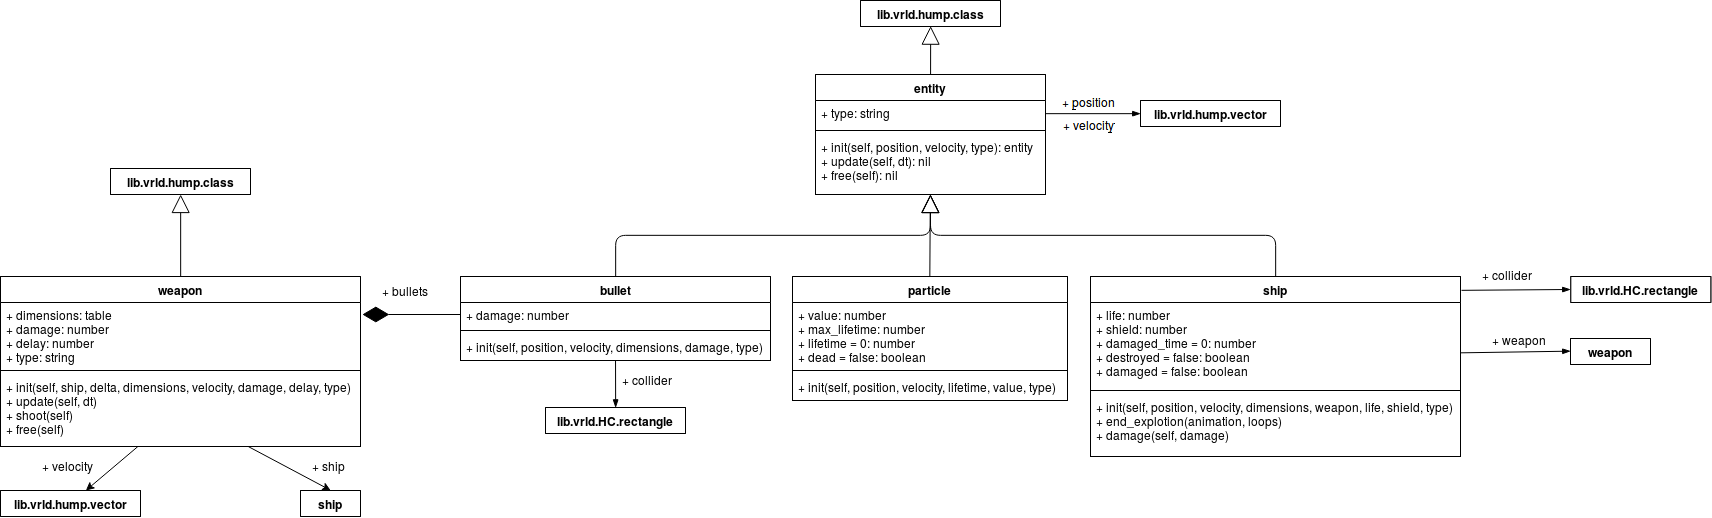 lib.vrld.hump.class
entity
+ type: string
+ init(self, position, velocity, type): entity
+ update(self, dt): nil
+ free(self): nil
+ position
+ velocity
lib.vrld.hump.vector
lib.vrld.hump.class
weapon
+ dimensions: table
+ damage: number
+ delay: number
+ type: string
+ init(self, ship, delta, dimensions, velocity, damage, delay, type)
+ update(self, dt)
+ shoot(self)
+ free(self)
+ velocity
lib.vrld.hump.vector
+ ship
ship
+ bullets
bullet
+ damage: number
+ init(self, position, velocity, dimensions, damage, type)
+ collider
lib.vrld.HC.rectangle
particle
+ value: number
+ max_lifetime: number
+ lifetime = 0: number
+ dead = false: boolean
+ init(self, position, velocity, lifetime, value, type)
ship
+ life: number
+ shield: number
+ damaged_time = 0: number
+ destroyed = false: boolean
+ damaged = false: boolean
+ init(self, position, velocity, dimensions, weapon, life, shield, type)
+ end_explotion(animation, loops)
+ damage(self, damage)
+ collider
lib.vrld.HC.rectangle
+ weapon
weapon